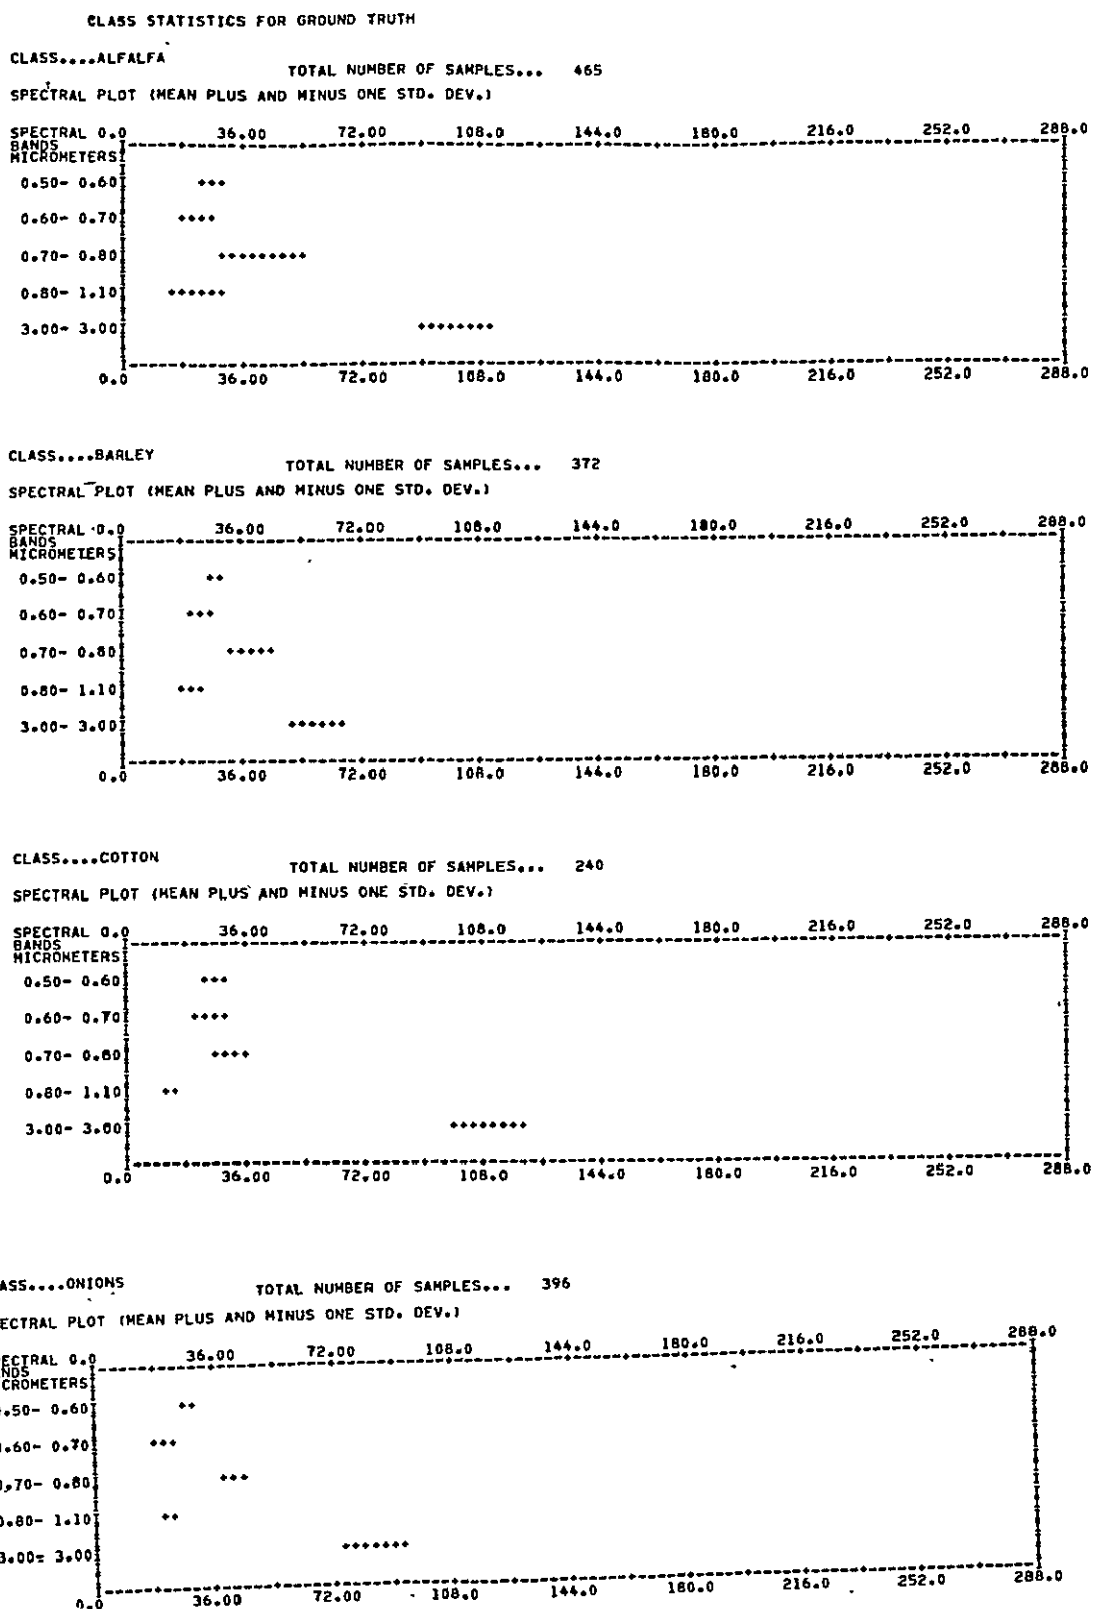 CLASS STATISTICS FOR GROUND TRUTH
CLASS....ALFALFA
TOTAL NUMBER OF SAMPLES... 465
SPECTRAL PLOT (MEAN PLUS AND MINUS ONE STD. DEV.)
SPECTRAL 0.0 36.00 72.00 108.0 144.0 180.0 216.0 252.0 288.0
BANDS
MICROMETERS
0.50- 0.60
0.60- 0.70
0.70- 0.80
0.80- 1.10
3.00- 3.00
0.0 36.00 72.00 108.0 144.0 180.0 216.0 252.0 288.0
CLASS....BARLEY
TOTAL NUMBER OF SAMPLES... 372
SPECTRAL PLOT (MEAN PLUS AND MINUS ONE STD. DEV.)
SPECTRAL 0.0 36.00 72.00 108.0 144.0 180.0 216.0 252.0 288.0
BANDS
MICROMETERS
0.50- 0.60
0.60- 0.70
0.70- 0.80
0.80- 1.10
3.00- 3.00
0.0 36.00 72.00 108.0 144.0 180.0 216.0 252.0 288.0
CLASS....COTTON
TOTAL NUMBER OF SAMPLES... 240
SPECTRAL PLOT (MEAN PLUS AND MINUS ONE STD. DEV.)
SPECTRAL 0.0 36.00 72.00 108.0 144.0 180.0 216.0 252.0 288.0
BANDS
MICROMETERS
0.50- 0.60
0.60- 0.70
0.70- 0.80
0.80- 1.10
3.00- 3.00
0.0 36.00 72.00 108.0 144.0 180.0 216.0 252.0 288.0
ASS....ONIONS
TOTAL NUMBER OF SAMPLES... 396
ECTRAL PLOT (MEAN PLUS AND MINUS ONE STD. DEV.)
ECTRAL 0.0 36.00 72.00 108.0 144.0 180.0 216.0 252.0 288.0
NDS
CROMETERS
.50- 0.60
.60- 0.70
0.70- 0.80
0.80- 1.10
3.00- 3.00
0.0 36.00 72.00 108.0 144.0 180.0 216.0 252.0 288.0